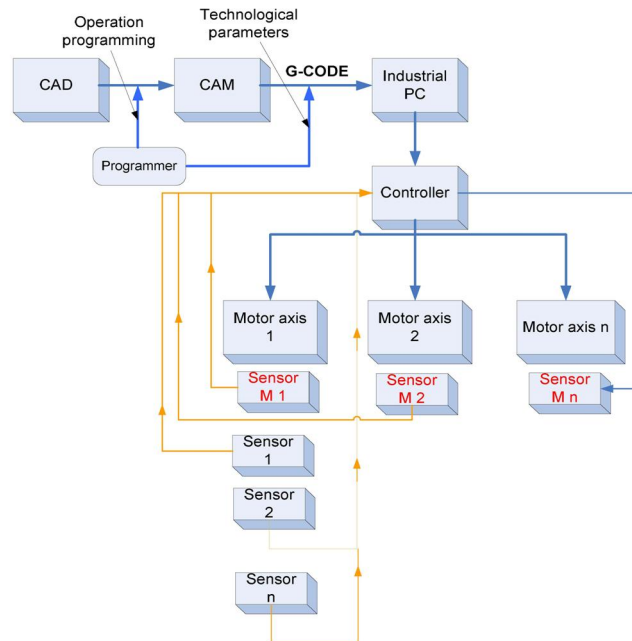 Operation
programming
Technological
parameters
G-CODE
CAD
CAM
Industrial
PC
Programmer
Controller
Motor axis
1
Motor axis
2
Motor axis n
Sensor
M 1
Sensor
M 2
Sensor
M n
Sensor
1
Sensor
2
Sensor
n